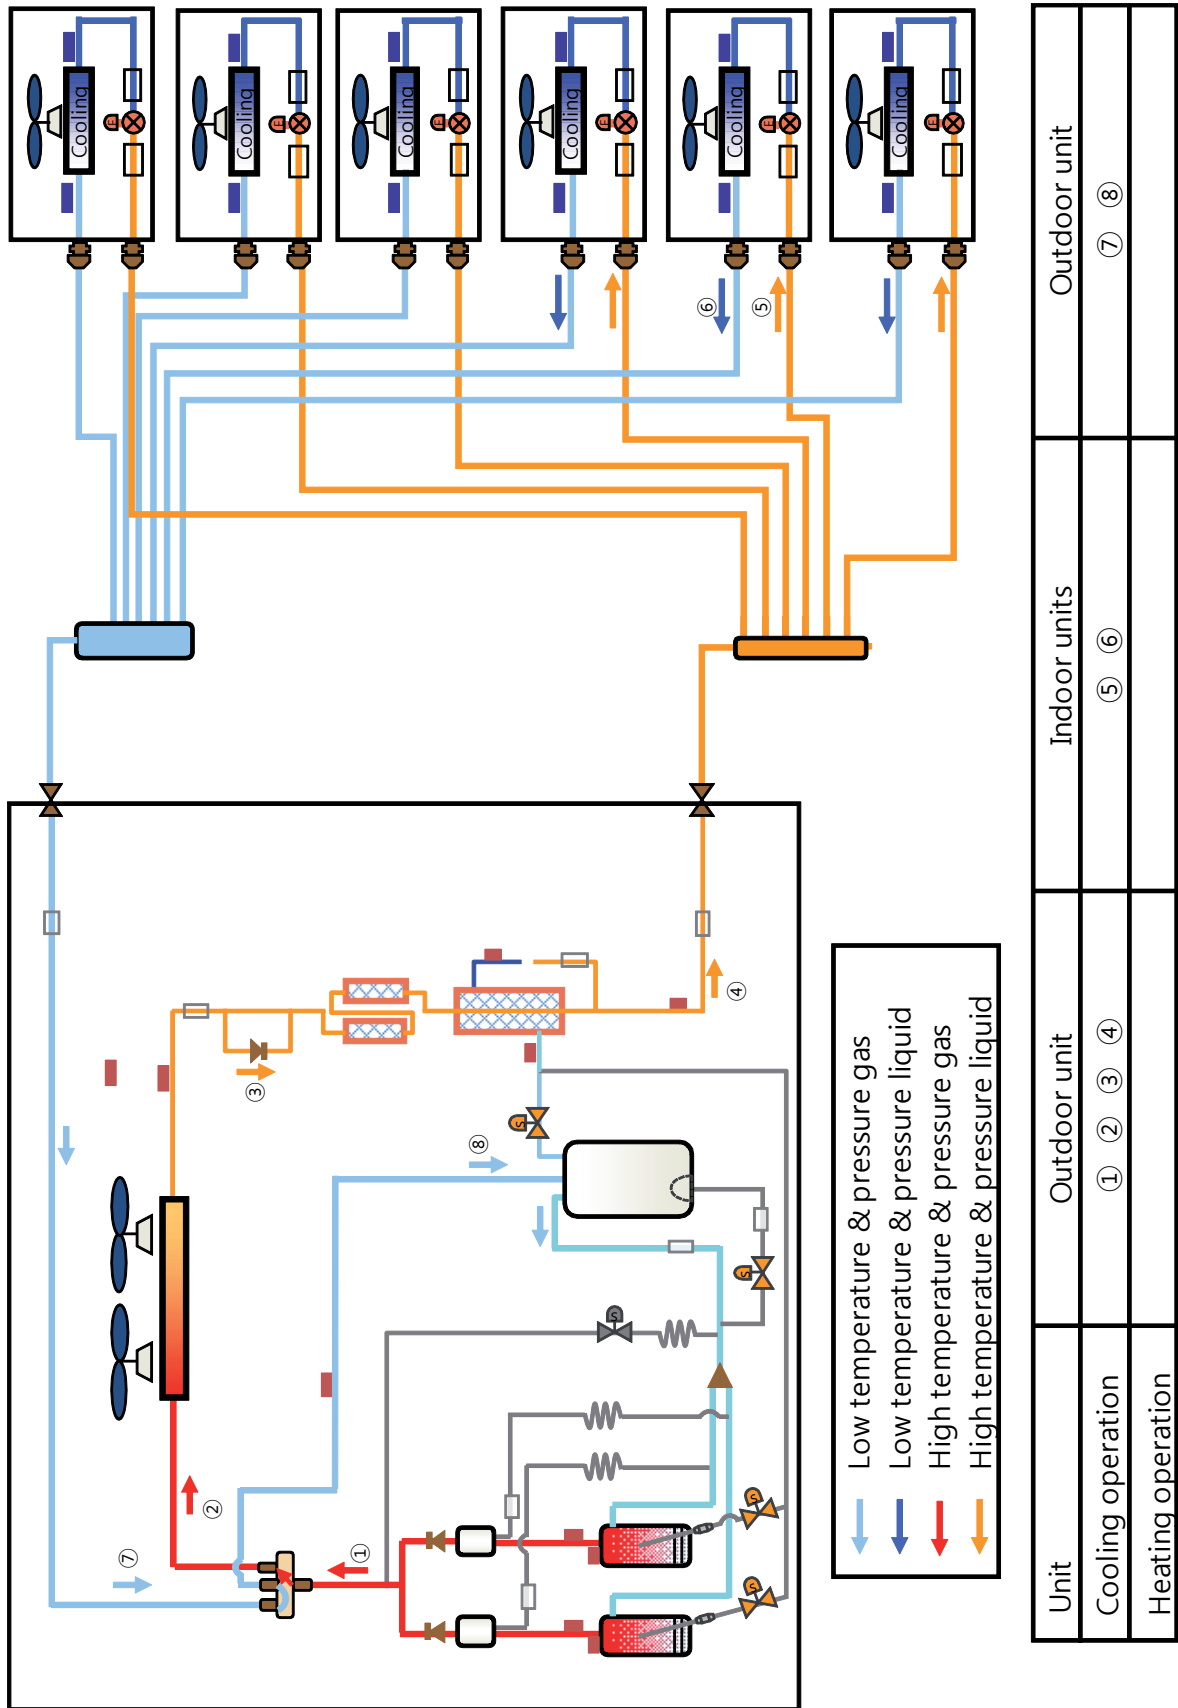 Cooling
Cooling
Cooling
Cooling
Cooling
Cooling
E
E
E
E
E
E
⑥
⑤
⑦
②
①
③
⑧
④
S
S
S
S
S
Low temperature & pressure gas
Low temperature & pressure liquid
High temperature & pressure gas
High temperature & pressure liquid
Unit Outdoor unit Indoor units Outdoor unit
Cooling operation ① ② ③ ④ ⑤ ⑥ ⑦ ⑧
Heating operation